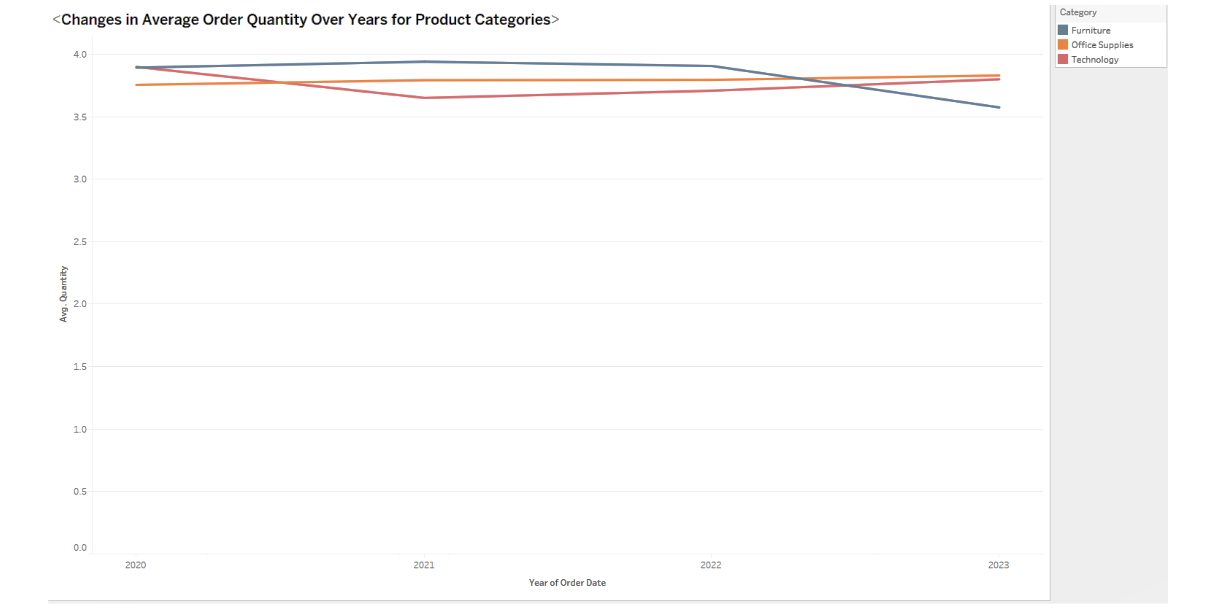 <Changes in Average Order Quantity Over Years for Product Categories>
Category
Furniture
Office Supplies
Technology
4.0
3.5
3.0
2.5
2.0
1.5
1.0
0.5
0.0
Avg. Quantity
2020 2021 2022 2023
Year of Order Date